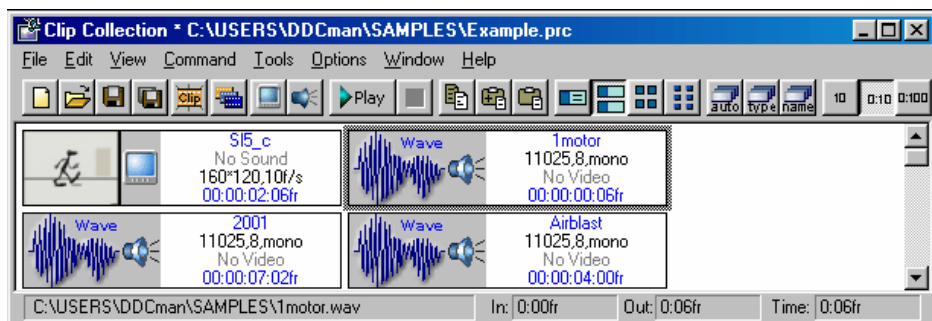 Clip Collection * C:\USERS\DDCman\SAMPLES\Example.prc
File Edit View Command Tools Options Window Help
Clip Play auto type name 10 0:10 0:100
SI5_c
No Sound
160*120,10f/s
00:00:02:06fr
Wave
1motor
11025,8,mono
No Video
00:00:00:06fr
Wave
2001
11025,8,mono
No Video
00:00:07:02fr
Wave
Airblast
11025,8,mono
No Video
00:00:04:00fr
C:\USERS\DDCman\SAMPLES\1motor.wav In: 0:00fr Out: 0:06fr Time: 0:06fr